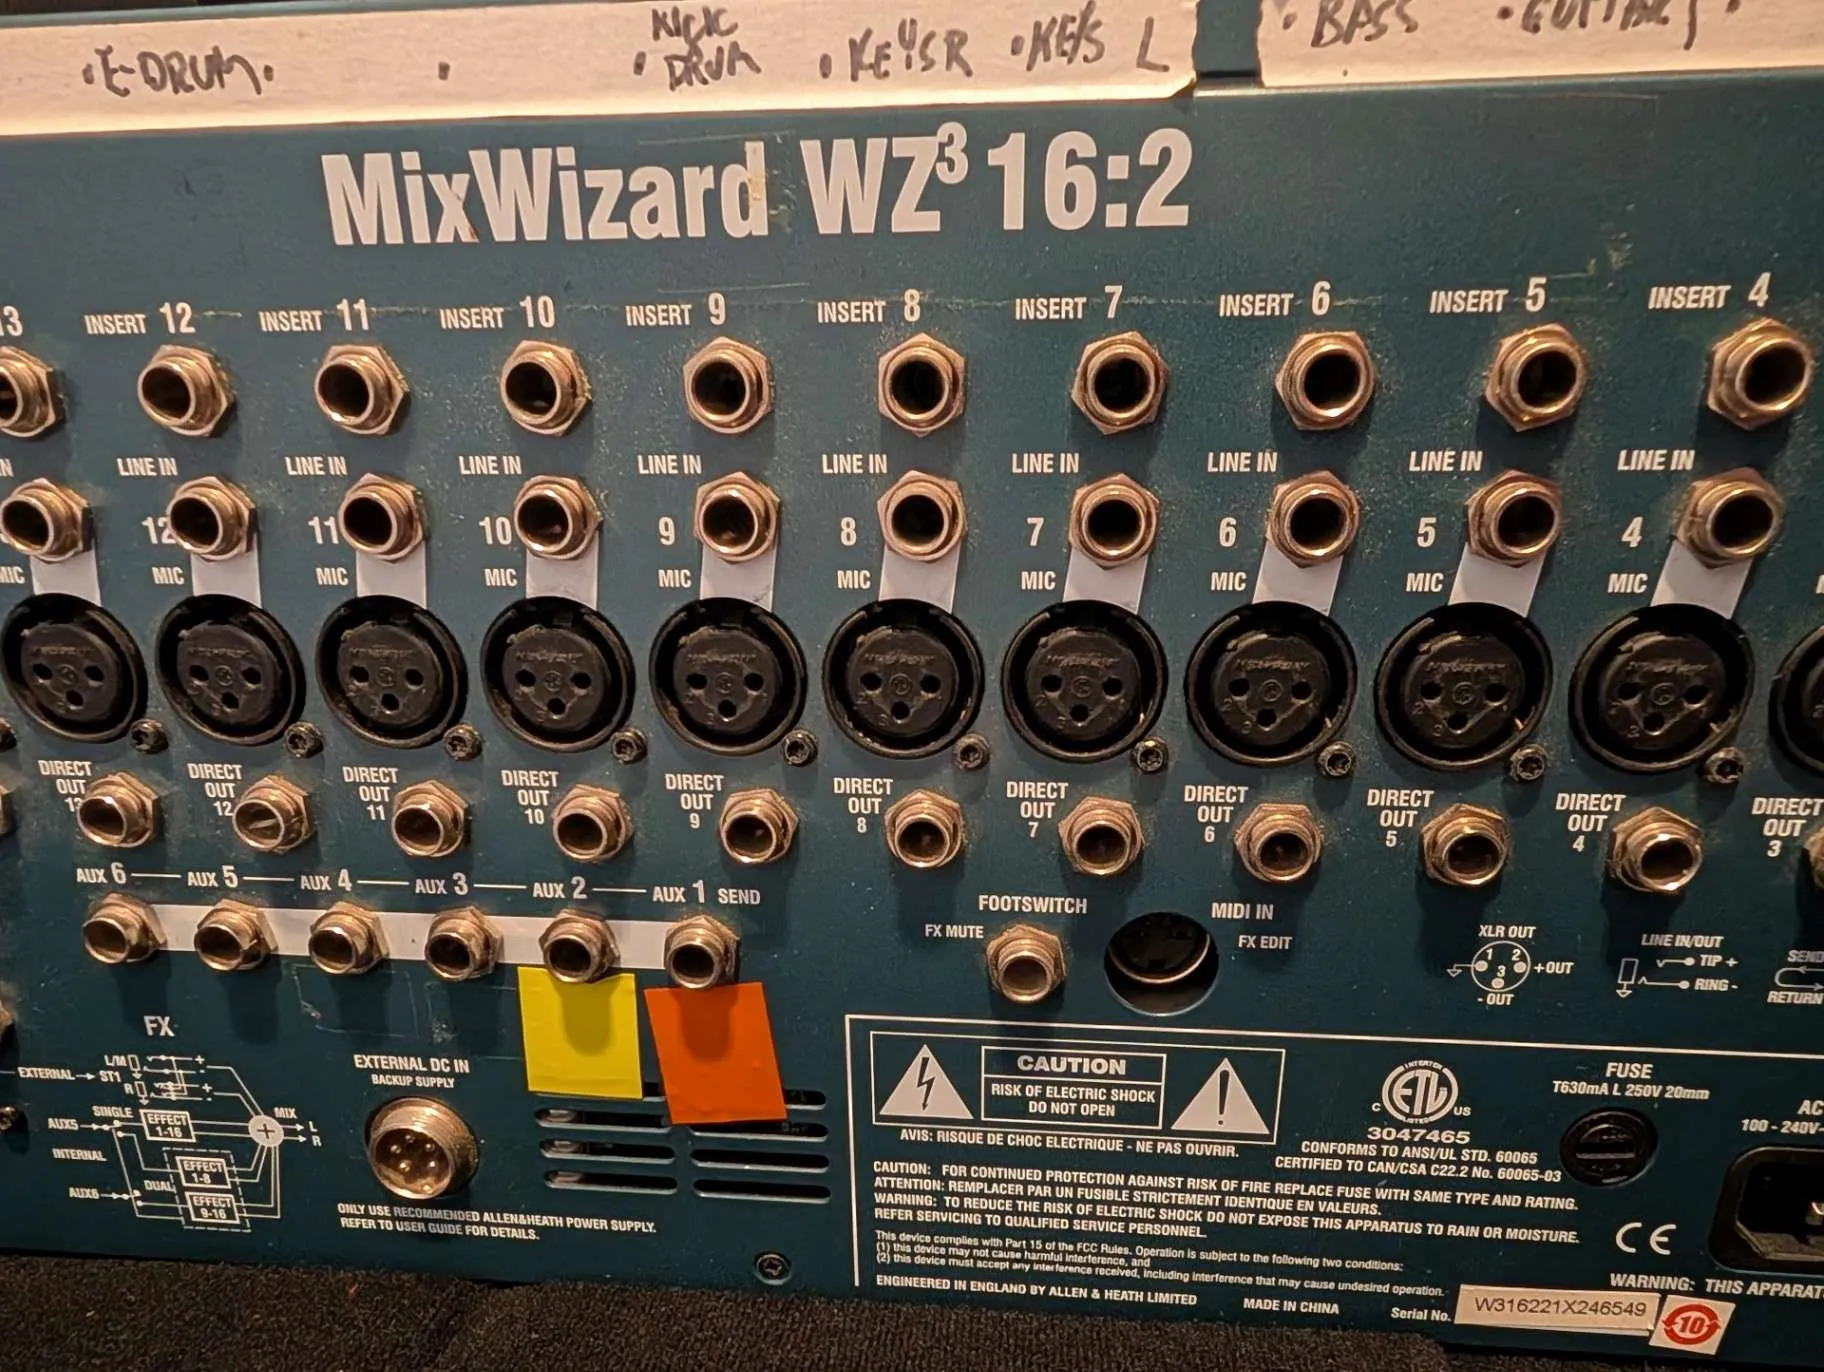 • E-DRUM •
•
KICK
• DRUM
• KEYS R
• KEYS L
• BASS
MixWizard WZ³ 16:2
13 INSERT 12 INSERT 11 INSERT 10 INSERT 9 INSERT 8 INSERT 7 INSERT 6 INSERT 5 INSERT 4
LINE IN LINE IN LINE IN LINE IN LINE IN LINE IN LINE IN LINE IN LINE IN
12 11 10 9 8 7 6 5 4
MIC MIC MIC MIC MIC MIC MIC MIC MIC MIC
DIRECT OUT 13
DIRECT OUT 12
DIRECT OUT 11
DIRECT OUT 10
DIRECT OUT 9
DIRECT OUT 8
DIRECT OUT 7
DIRECT OUT 6
DIRECT OUT 5
DIRECT OUT 4
DIRECT OUT 3
AUX 6 AUX 5 AUX 4 AUX 3 AUX 2 AUX 1 SEND
FOOTSWITCH
FX MUTE
MIDI IN
FX EDIT
XLR OUT
1 2
3
+ OUT
- OUT
LINE IN/OUT
TIP +
RING -
SEND
RETURN
FX
L/M
EXTERNAL
ST1
R
SINGLE
AUX5
EFFECT
1-16
MIX
L
R
INTERNAL
EFFECT
1-8
DUAL
AUX6
EFFECT
9-16
EXTERNAL DC IN
BACKUP SUPPLY
ONLY USE RECOMMENDED ALLEN&HEATH POWER SUPPLY.
REFER TO USER GUIDE FOR DETAILS.
CAUTION
RISK OF ELECTRIC SHOCK
DO NOT OPEN
AVIS: RISQUE DE CHOC ELECTRIQUE - NE PAS OUVRIR.
INTERTEK
ETL
LISTED
C US
3047465
CONFORMS TO ANSI/UL STD. 60065
CERTIFIED TO CAN/CSA C22.2 No. 60065-03
FUSE
T630mA L 250V 20mm
AC
100 - 240V~
CAUTION: FOR CONTINUED PROTECTION AGAINST RISK OF FIRE REPLACE FUSE WITH SAME TYPE AND RATING.
ATTENTION: REMPLACER PAR UN FUSIBLE STRICTEMENT IDENTIQUE EN VALEURS.
WARNING: TO REDUCE THE RISK OF ELECTRIC SHOCK DO NOT EXPOSE THIS APPARATUS TO RAIN OR MOISTURE.
REFER SERVICING TO QUALIFIED SERVICE PERSONNEL.
This device complies with Part 15 of the FCC Rules. Operation is subject to the following two conditions:
(1) this device may not cause harmful interference, and
(2) this device must accept any interference received, including interference that may cause undesired operation.
CE
ENGINEERED IN ENGLAND BY ALLEN & HEATH LIMITED
MADE IN CHINA
Serial No. W316221X246549
10
WARNING: THIS APPARAT